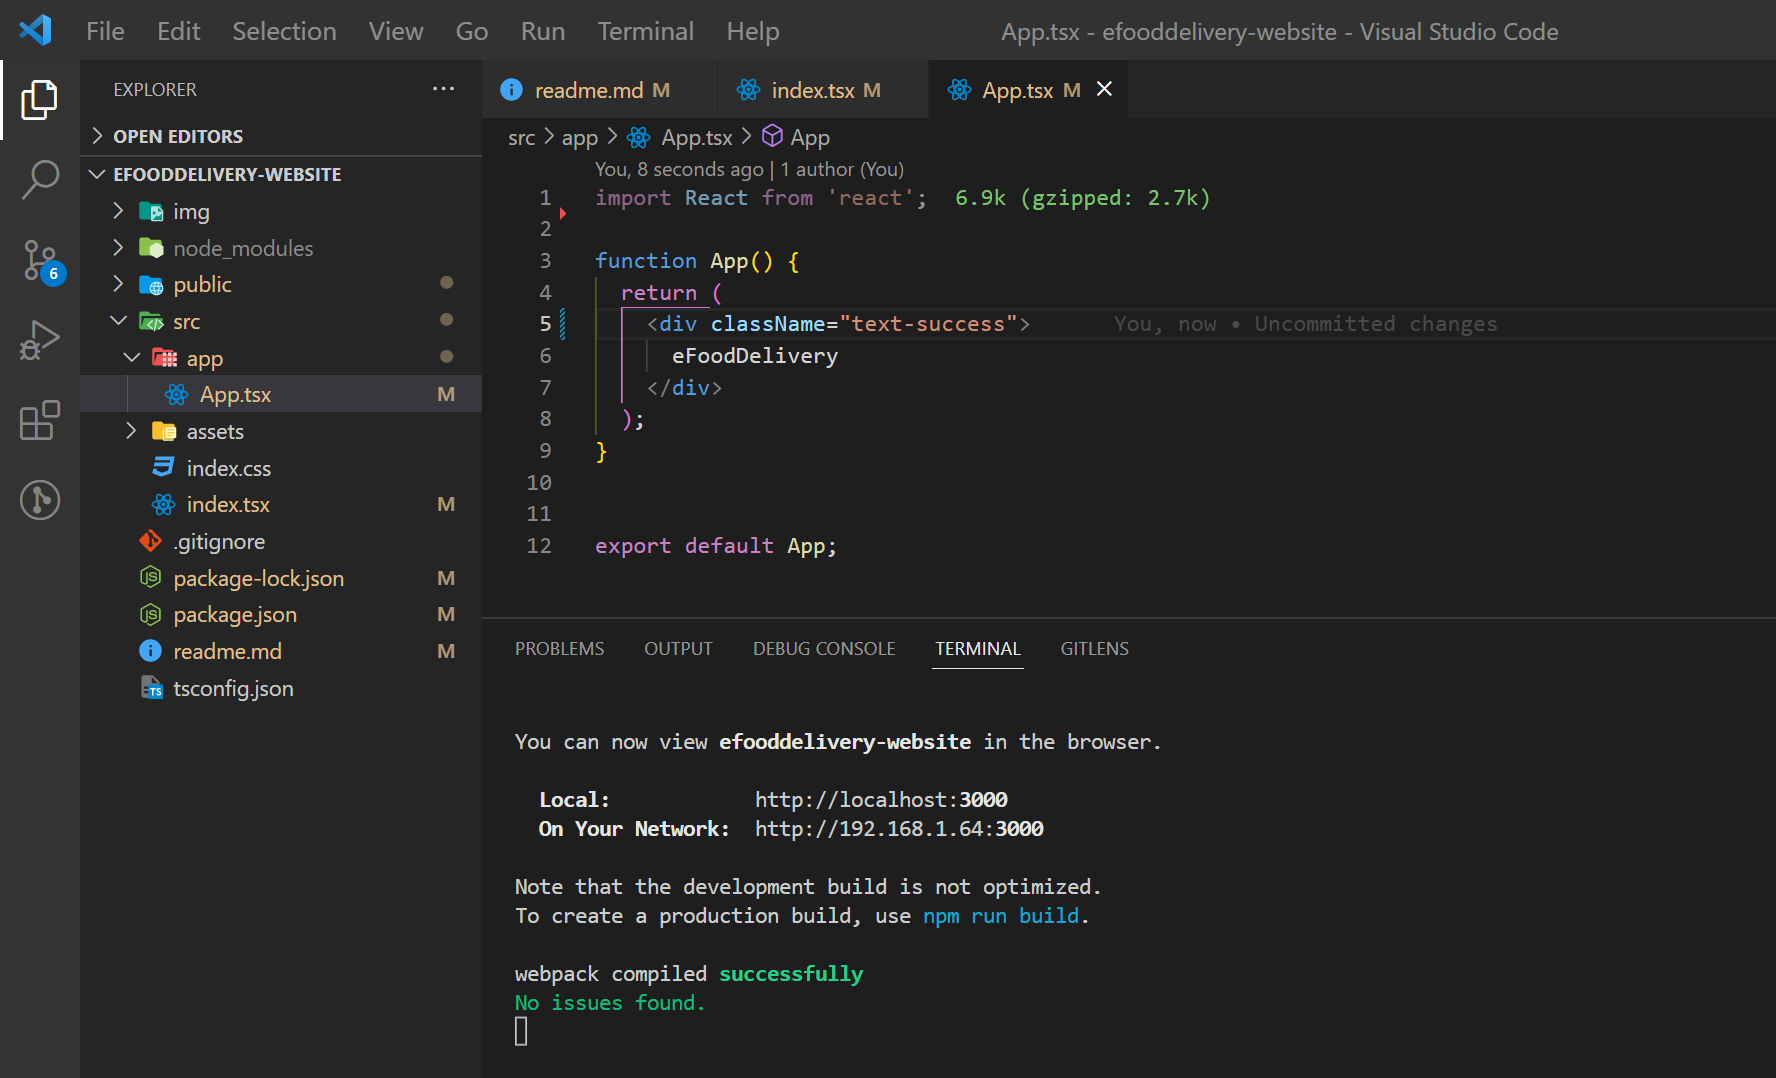 File Edit Selection View Go Run Terminal Help App.tsx - efooddelivery-website - Visual Studio Code
EXPLORER ···
OPEN EDITORS
EFOODDELIVERY-WEBSITE
img
node_modules
public
src
app
App.tsx M
assets
index.css
index.tsx M
.gitignore
package-lock.json M
package.json M
readme.md M
TS tsconfig.json
6
readme.md M index.tsx M App.tsx M
src > app > App.tsx > App
You, 8 seconds ago | 1 author (You)
1 import React from 'react'; 6.9k (gzipped: 2.7k)
2
3 function App() {
4 return (
5 <div className="text-success"> You, now • Uncommitted changes
6 eFoodDelivery
7 </div>
8 );
9 }
10
11
12 export default App;
PROBLEMS OUTPUT DEBUG CONSOLE TERMINAL GITLENS
You can now view efooddelivery-website in the browser.
Local: http://localhost:3000
On Your Network: http://192.168.1.64:3000
Note that the development build is not optimized.
To create a production build, use npm run build.
webpack compiled successfully
No issues found.